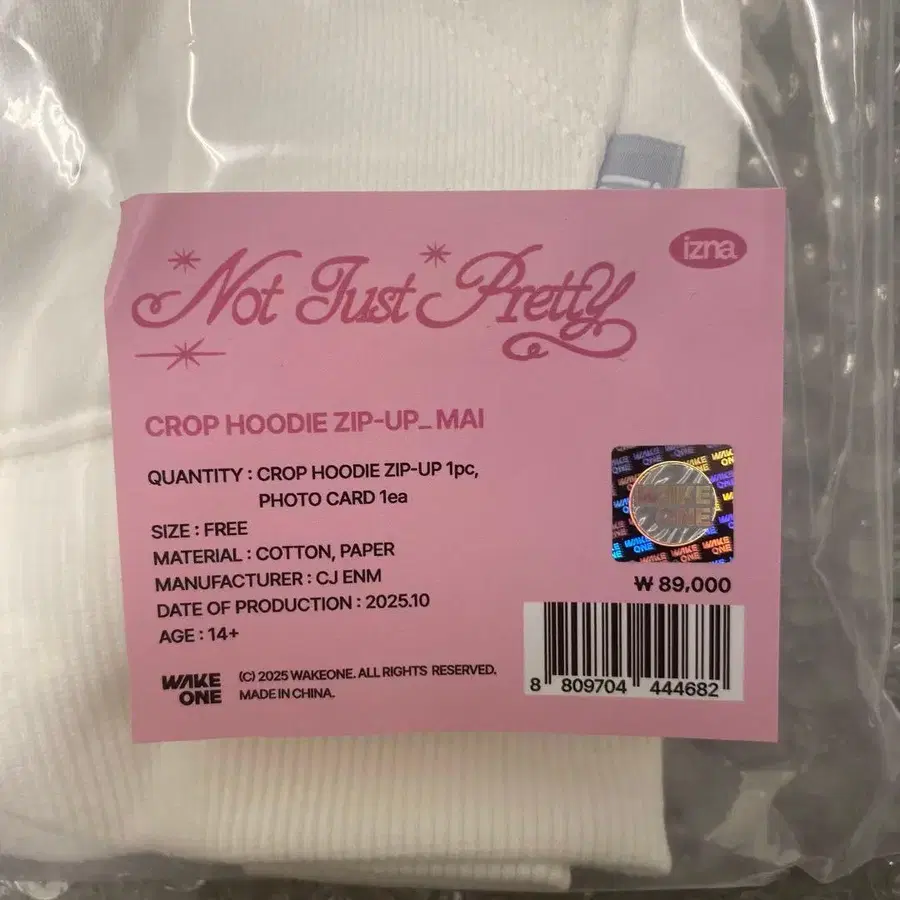 izna
Not Just Pretty
CROP HOODIE ZIP-UP_ MAI
QUANTITY : CROP HOODIE ZIP-UP 1pc,
PHOTO CARD 1ea
SIZE : FREE
MATERIAL : COTTON, PAPER
MANUFACTURER : CJ ENM
DATE OF PRODUCTION : 2025.10
AGE : 14+
WAKE
ONE
₩ 89,000
8 809704 444682
WAKE
ONE
(C) 2025 WAKEONE. ALL RIGHTS RESERVED.
MADE IN CHINA.